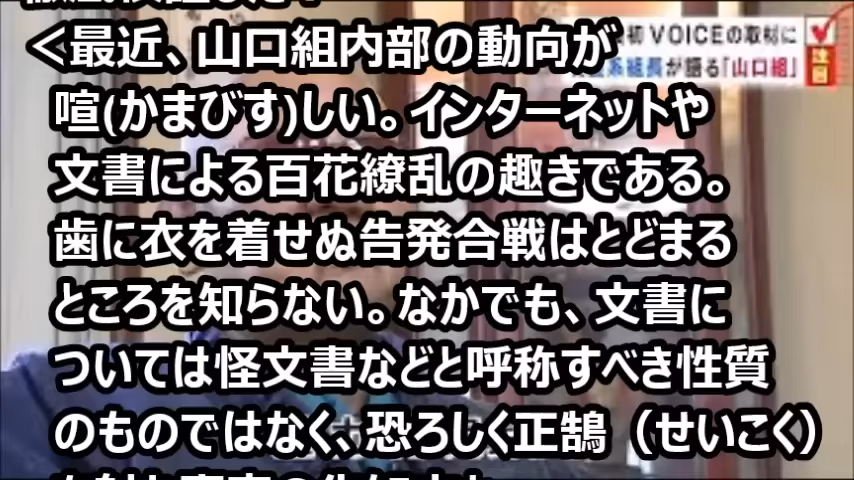 ＜最近、山口組内部の動向が
喧(かまびす)しい。インターネットや
文書による百花繚乱の趣きである。
歯に衣を着せぬ告発合戦はとどまる
ところを知らない。なかでも、文書に
ついては怪文書などと呼称すべき性質
のものではなく、恐ろしく正鵠（せいこく）
初 VOICEの取材に
系組長が語る「山口組」
注目